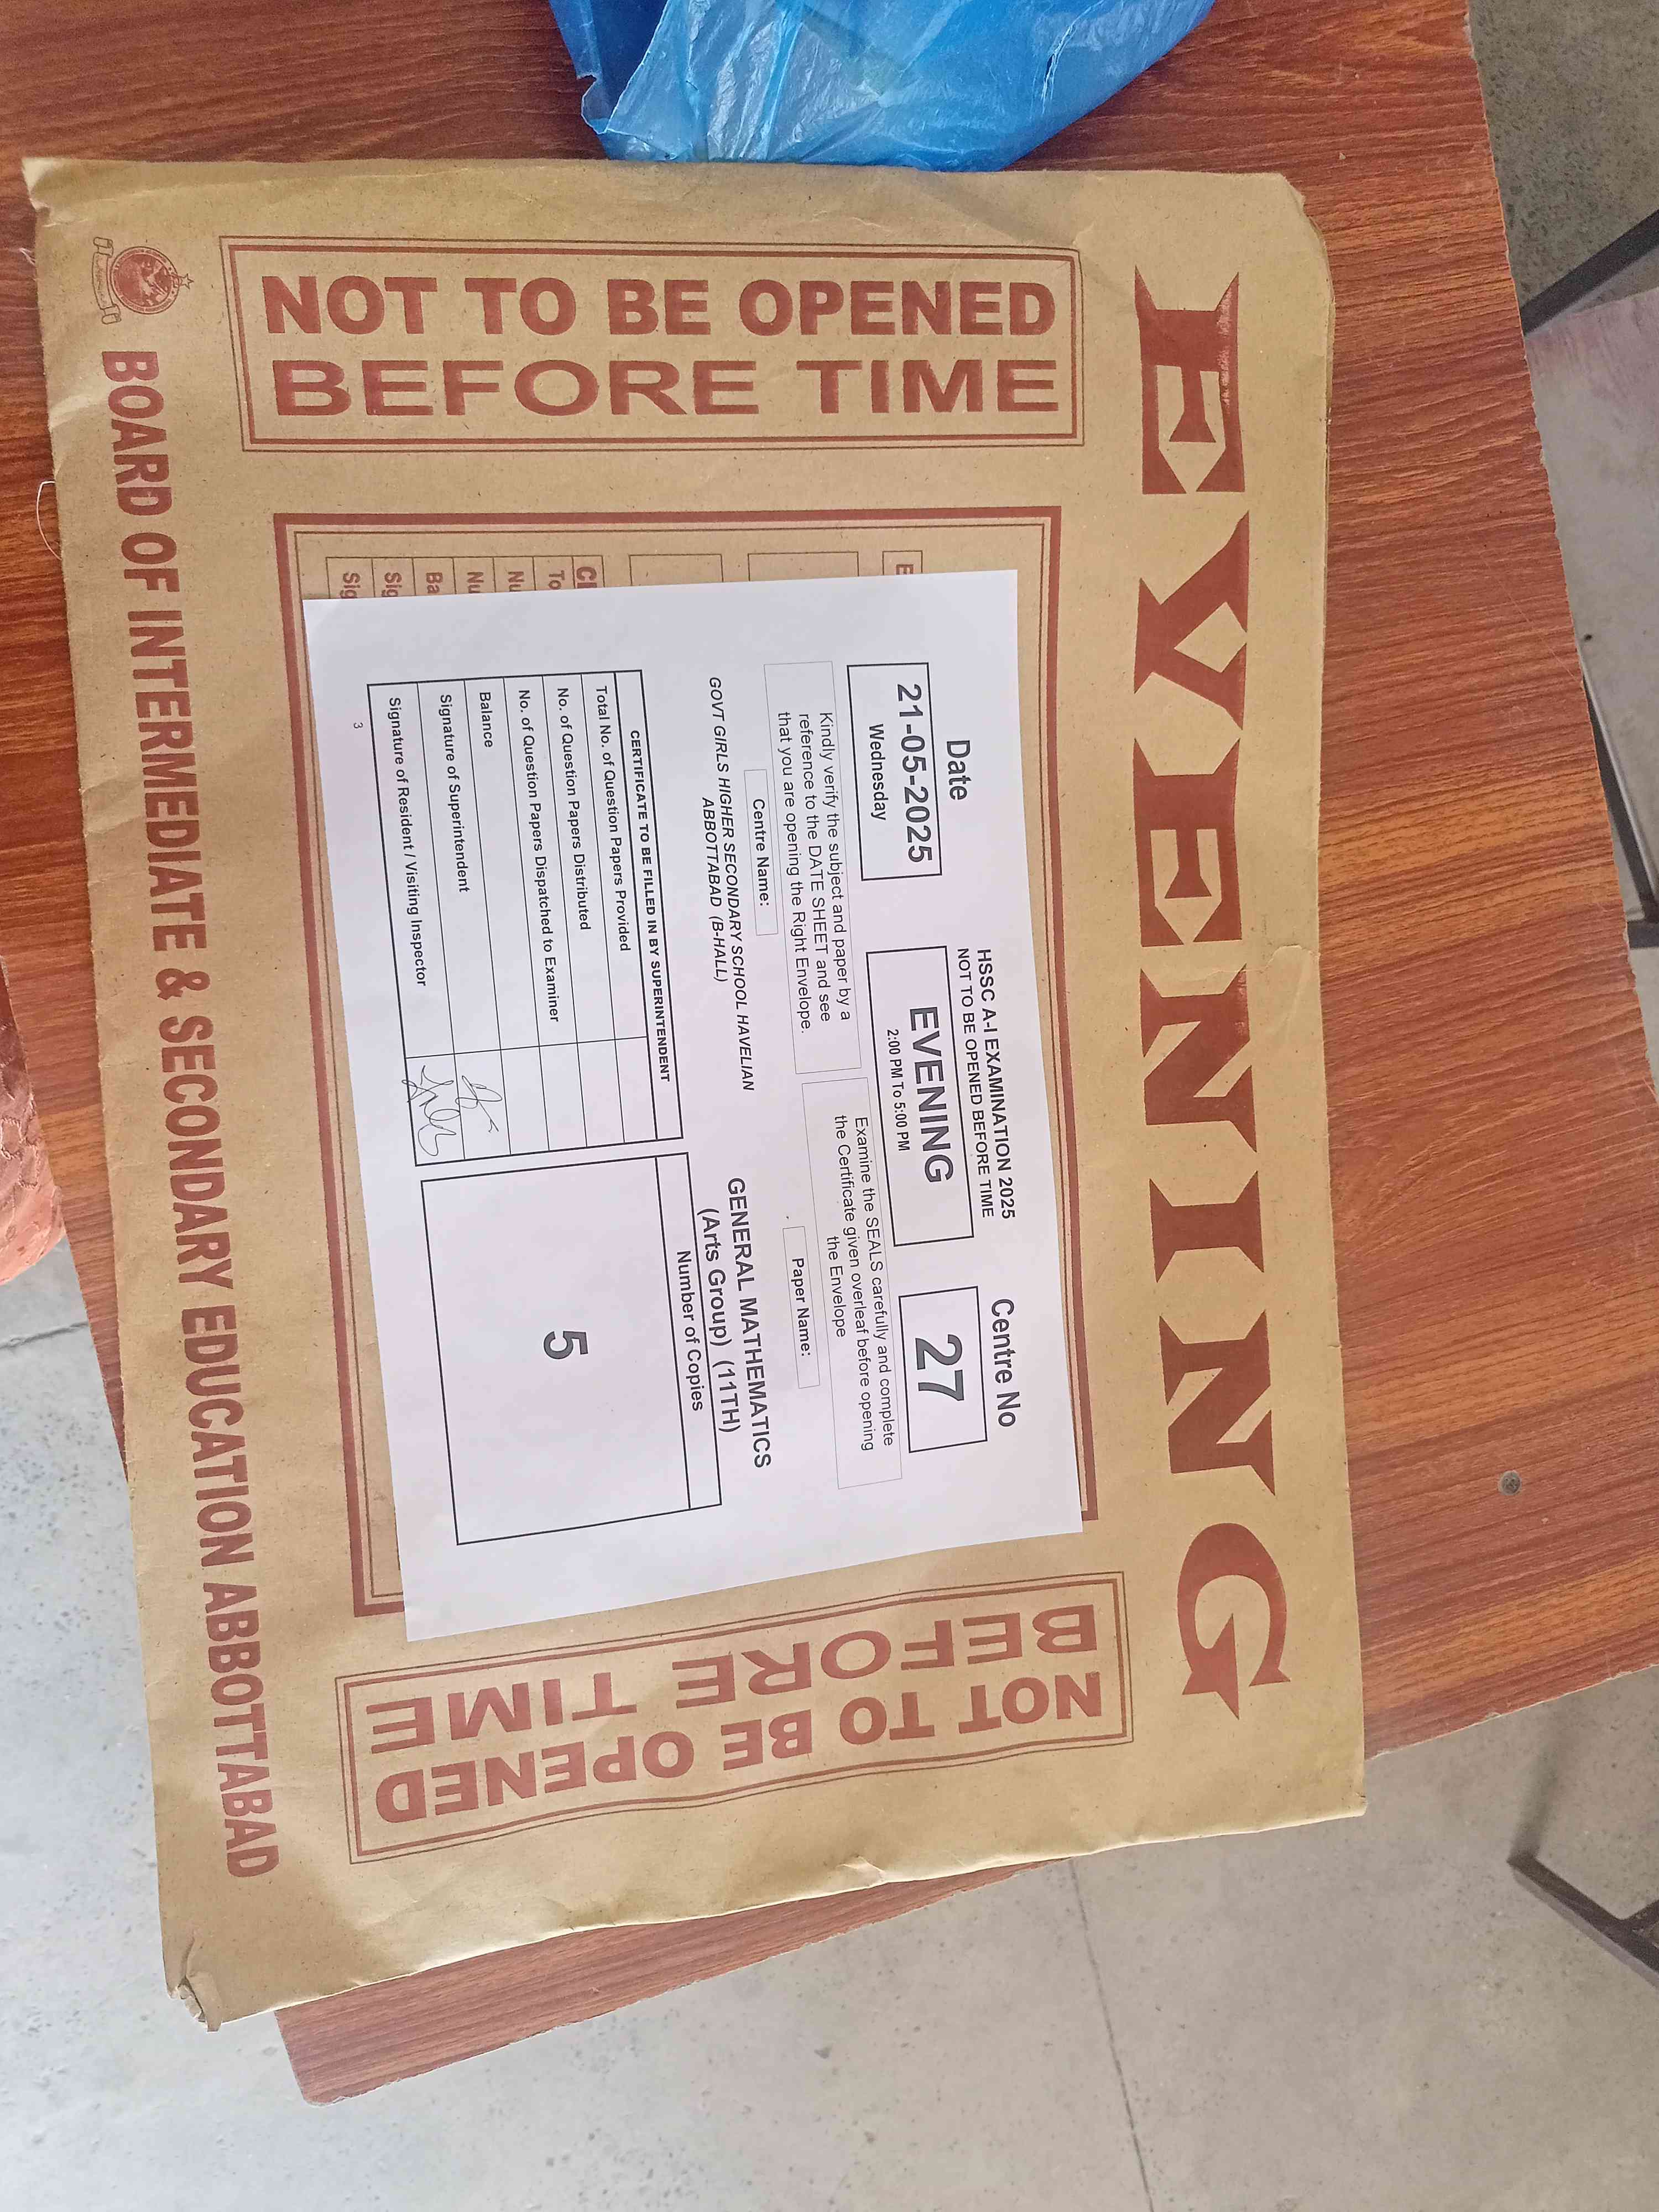 EVENING
NOT TO BE OPENED
BEFORE TIME
HSSC A-I EXAMINATION 2025
NOT TO BE OPENED BEFORE TIME
Date
21-05-2025
Wednesday
EVENING
2:00 PM To 5:00 PM
Centre No
27
Kindly verify the subject and paper by a
reference to the DATE SHEET and see
that you are opening the Right Envelope.
Examine the SEALS carefully and complete
the Certificate given overleaf before opening
the Envelope
Centre Name:
GOVT GIRLS HIGHER SECONDARY SCHOOL HAVELIAN
ABBOTTABAD (B-HALL)
Paper Name:
GENERAL MATHEMATICS
(Arts Group) (11TH)
CERTIFICATE TO BE FILLED IN BY SUPERINTENDENT
Total No. of Question Papers Provided
No. of Question Papers Distributed
No. of Question Papers Dispatched to Examiner
Balance
Signature of Superintendent
Signature of Resident / Visiting Inspector
Number of Copies
5
3
NOT TO BE OPENED
BEFORE TIME
BOARD OF INTERMEDIATE & SECONDARY EDUCATION ABBOTTABAD